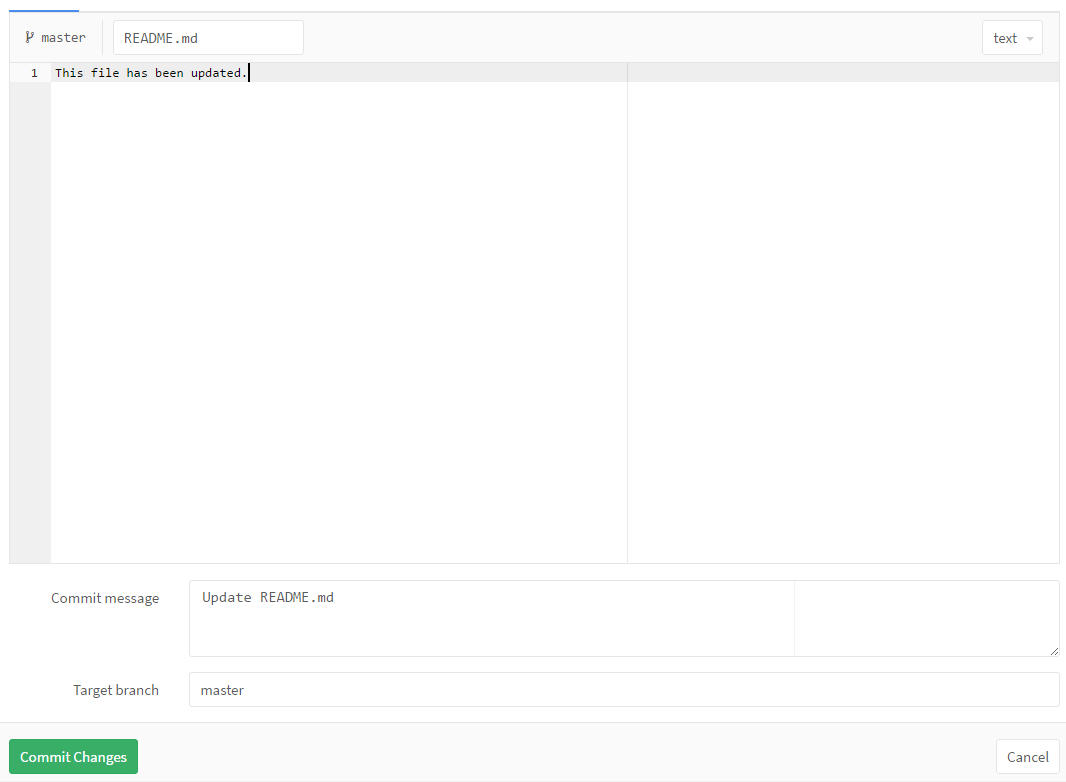 master
README.md
text
1
This file has been updated.
Commit message
Update README.md
Target branch
master
Commit Changes
Cancel